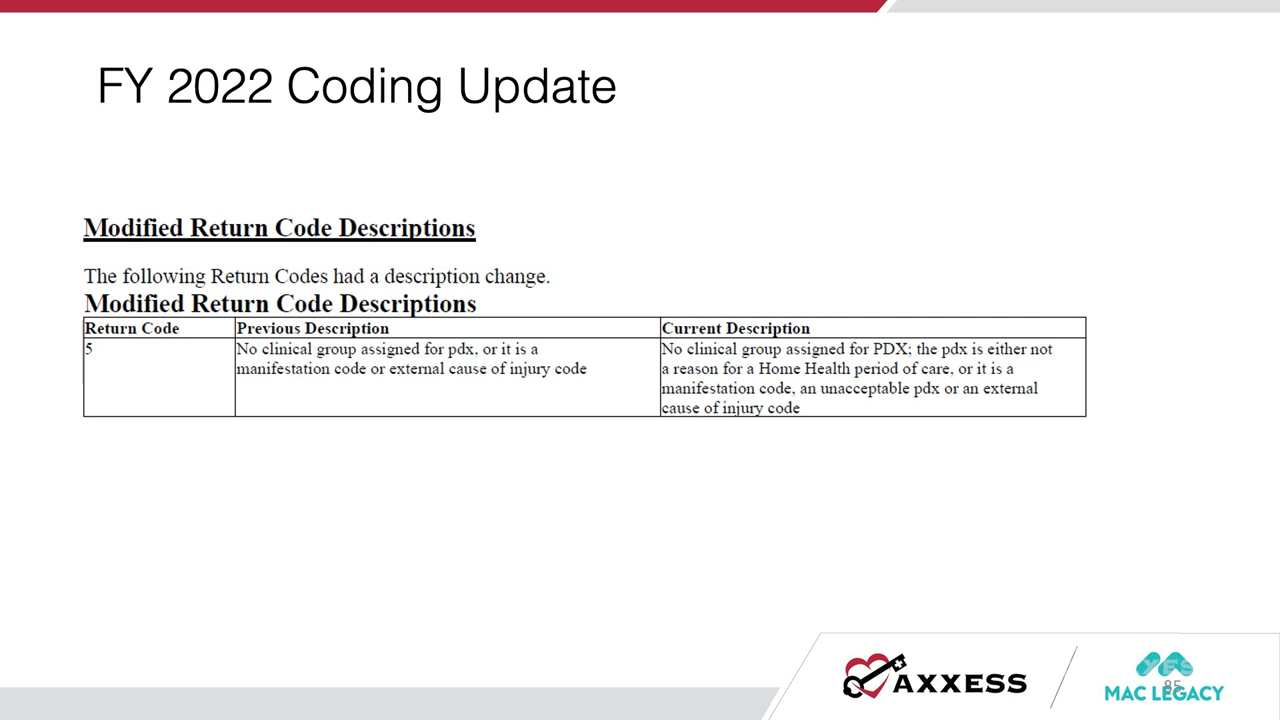 FY 2022 Coding Update
Modified Return Code Descriptions
The following Return Codes had a description change.
Modified Return Code Descriptions
Return Code Previous Description Current Description
5 No clinical group assigned for pdx, or it is a No clinical group assigned for PDX; the pdx is either not
manifestation code or external cause of injury code a reason for a Home Health period of care, or it is a
manifestation code, an unacceptable pdx or an external
cause of injury code
AXXESS
YES
85
MAC LEGACY